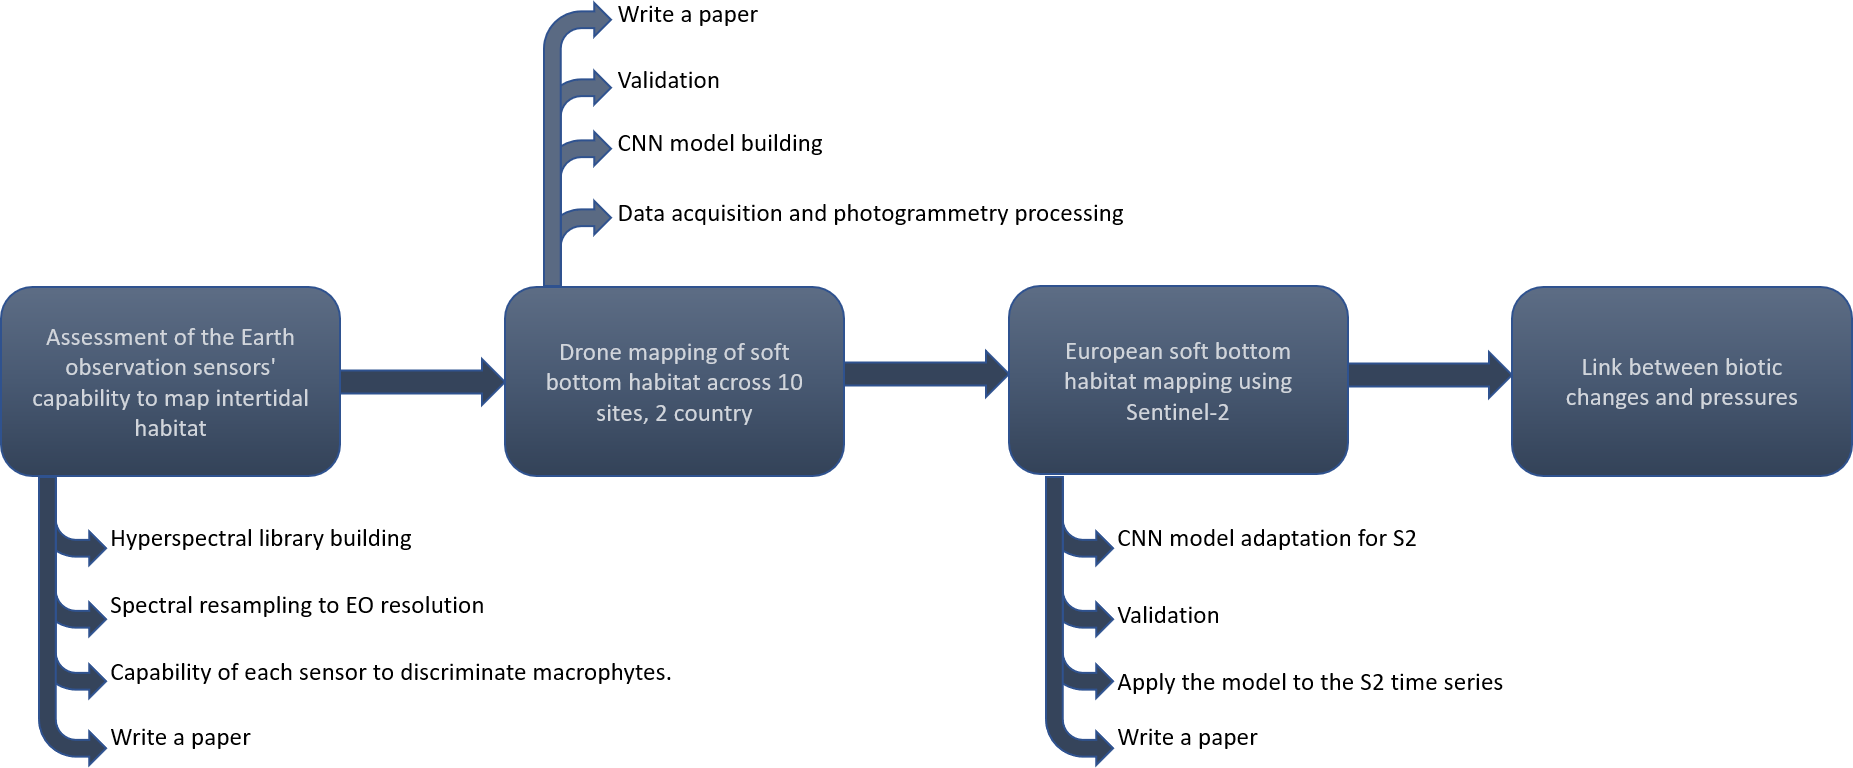 Write a paper
Validation
CNN model building
Data acquisition and photogrammetry processing
Assessment of the Earth
observation sensors'
capability to map intertidal
habitat
Drone mapping of soft
bottom habitat across 10
sites, 2 country
European soft bottom
habitat mapping using
Sentinel-2
Link between biotic
changes and pressures
Hyperspectral library building
Spectral resampling to EO resolution
Capability of each sensor to discriminate macrophytes.
Write a paper
CNN model adaptation for S2
Validation
Apply the model to the S2 time series
Write a paper